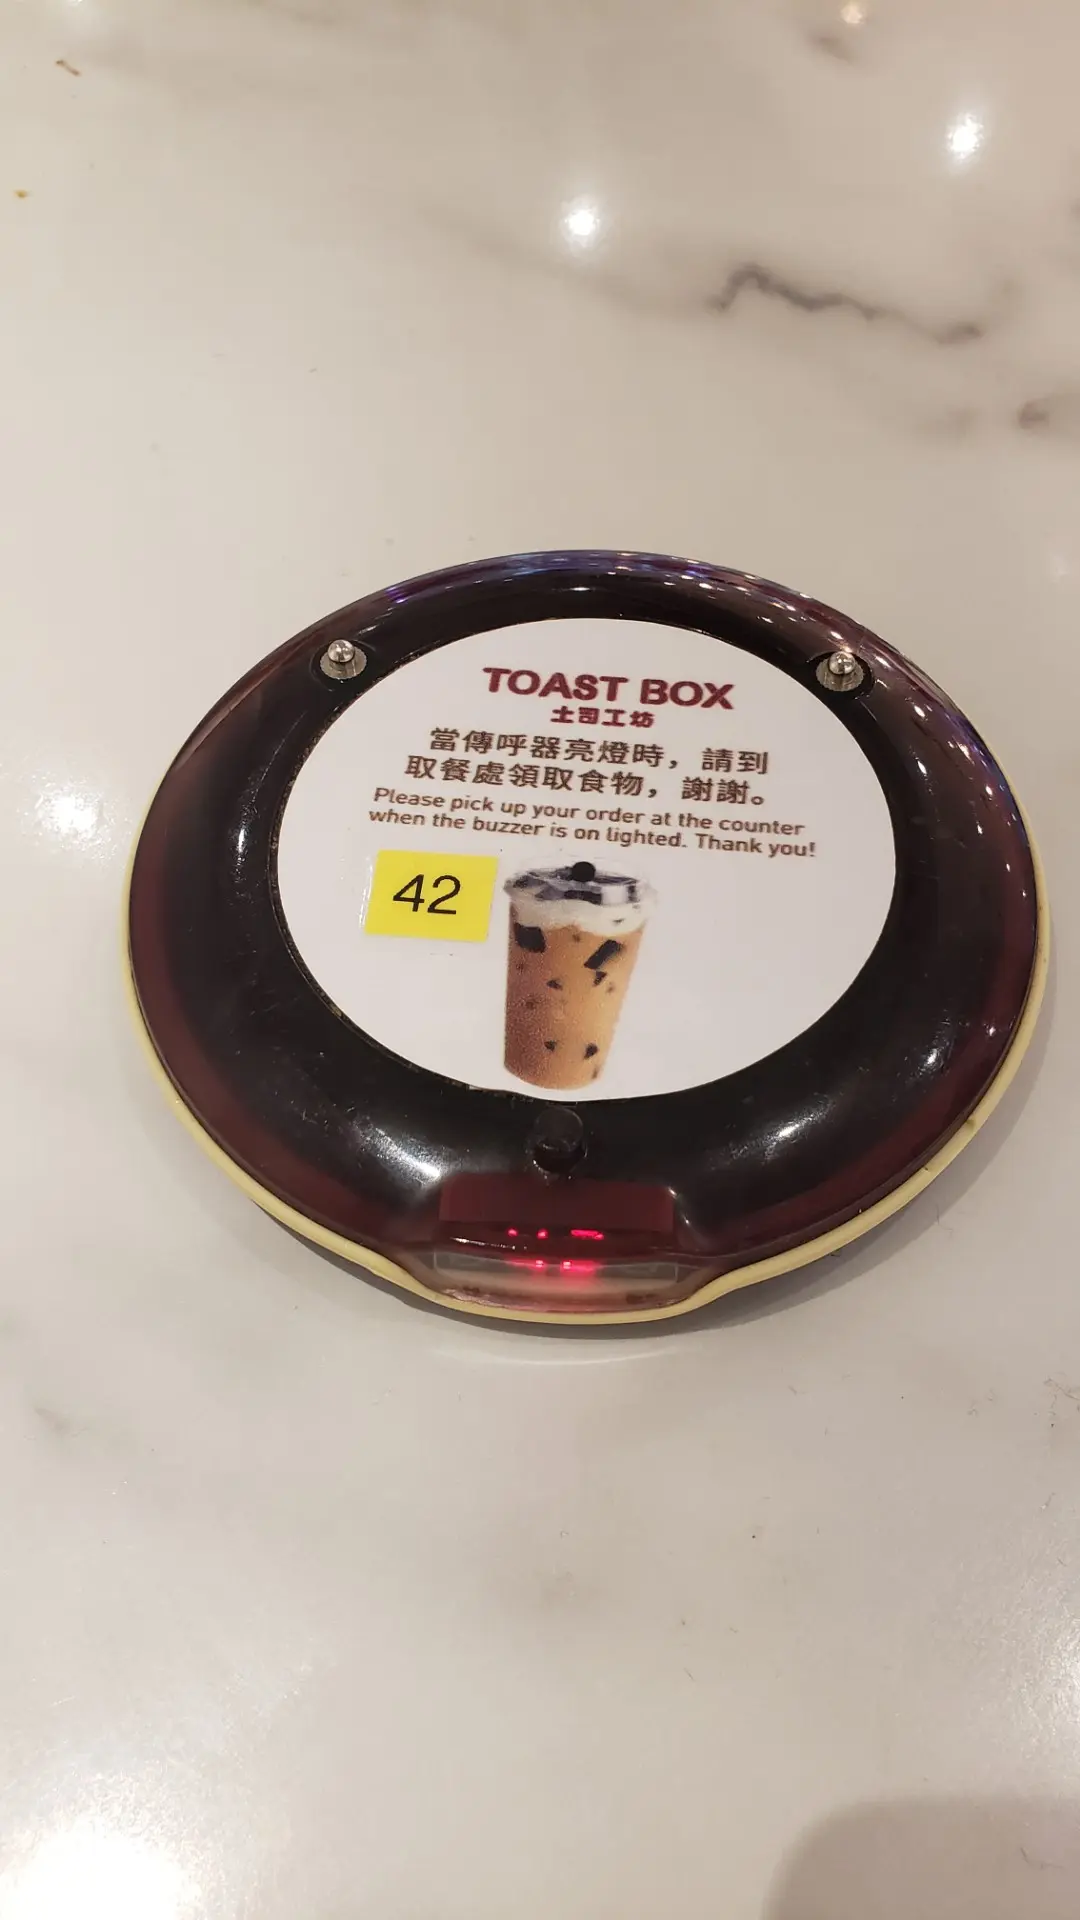 TOAST BOX
土司工坊
當傳呼器亮燈時，請到
取餐處領取食物，謝謝。
Please pick up your order at the counter
when the buzzer is on lighted. Thank you!
42